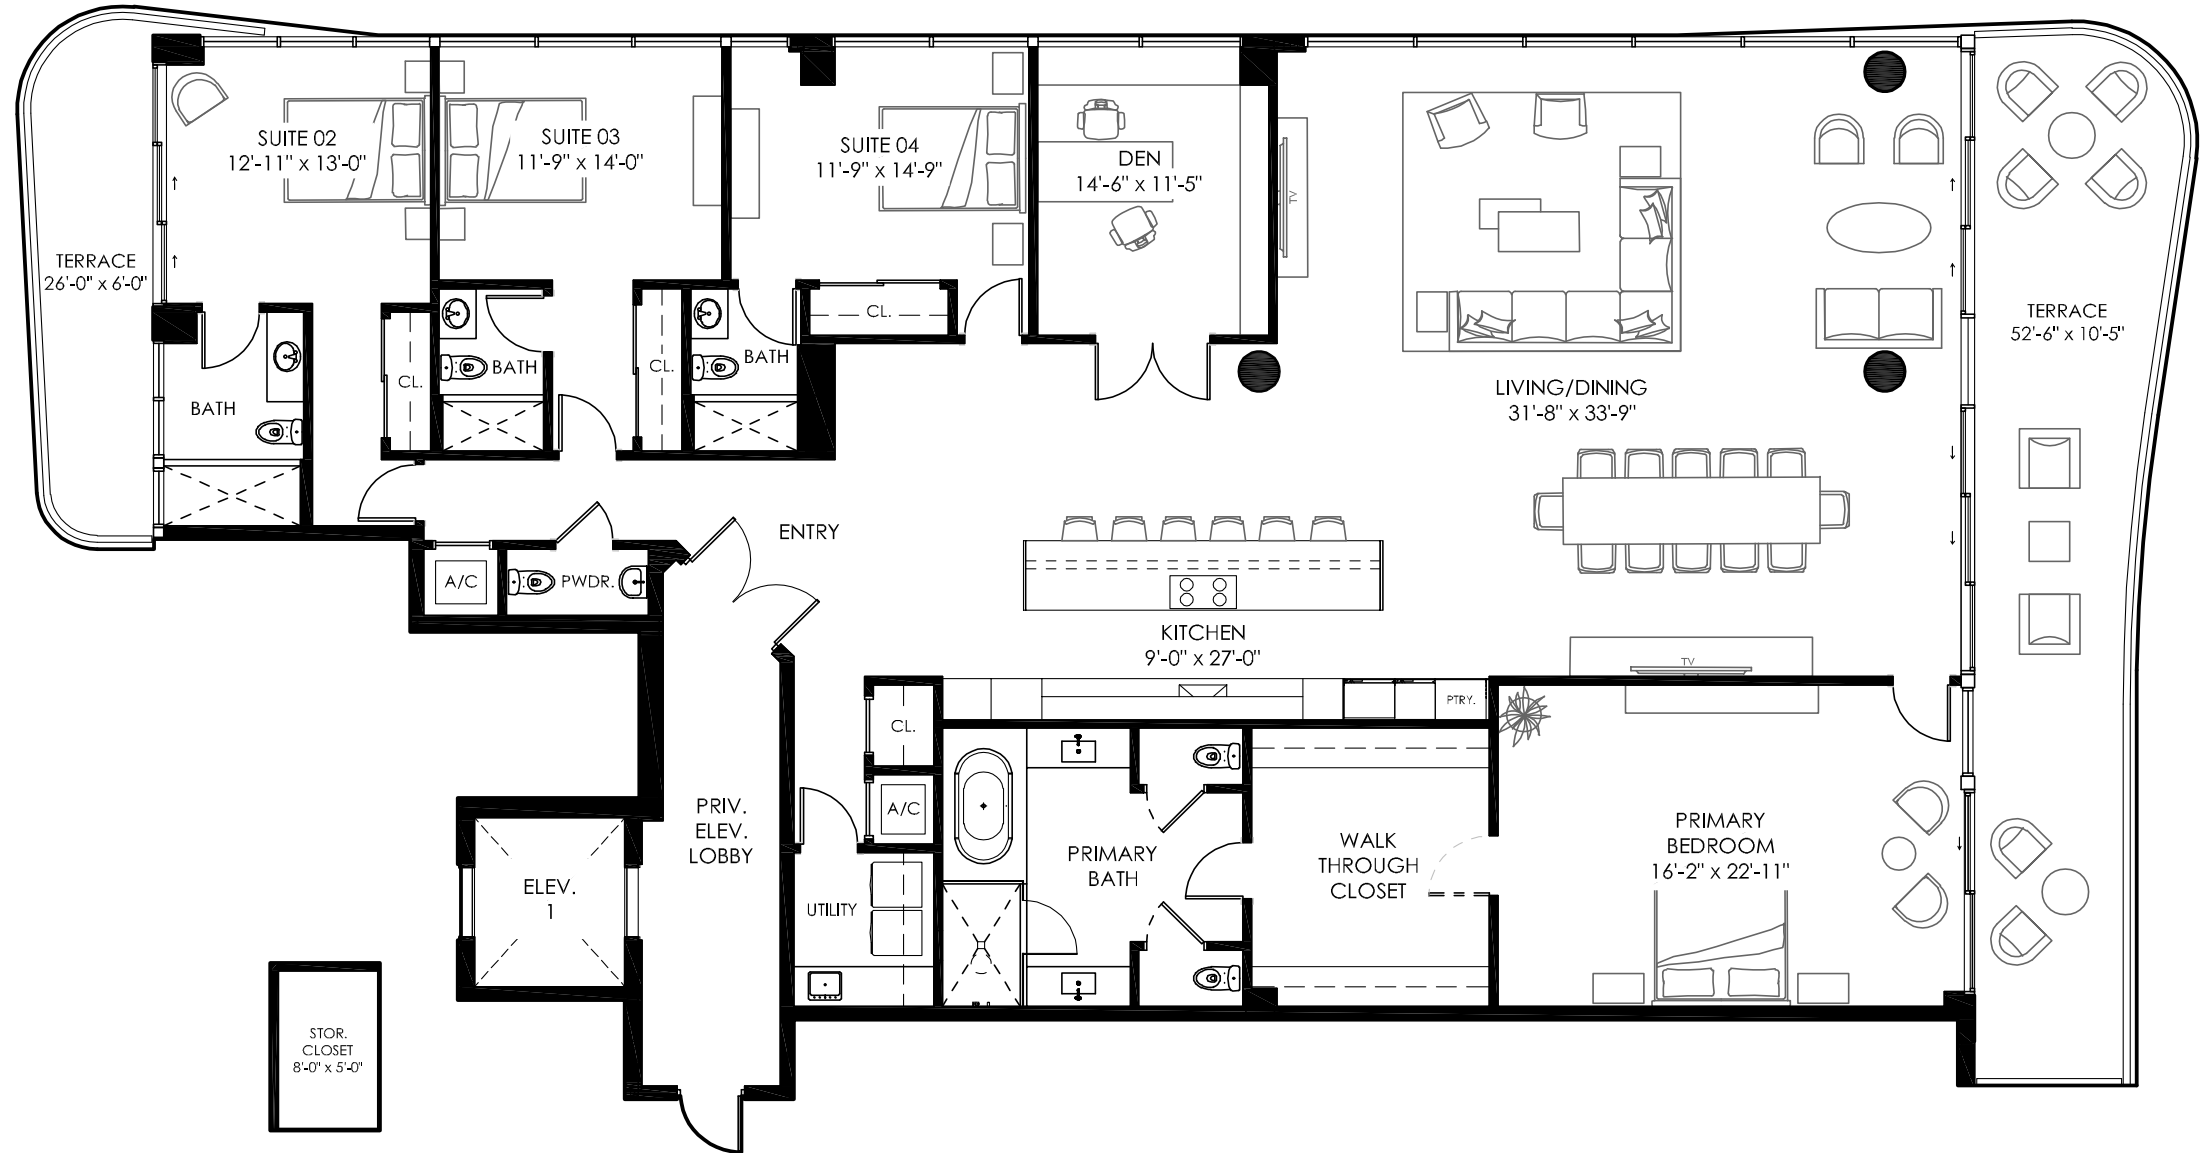 SUITE 02
12'-11" x 13'-0"
SUITE 03
11'-9" x 14'-0"
SUITE 04
11'-9" x 14'-9"
DEN
14'-6" x 11'-5"
TV
TERRACE
26'-0" x 6'-0"
TERRACE
52'-6" x 10'-5"
CL.
BATH
BATH
CL.
CL.
BATH
LIVING/DINING
31'-8" x 33'-9"
ENTRY
A/C
PWDR.
KITCHEN
9'-0" x 27'-0"
TV
PTRY.
CL.
A/C
PRIV.
ELEV.
LOBBY
PRIMARY
BATH
WALK
THROUGH
CLOSET
PRIMARY
BEDROOM
16'-2" x 22'-11"
ELEV.
1
UTILITY
STOR.
CLOSET
8'-0" x 5'-0"